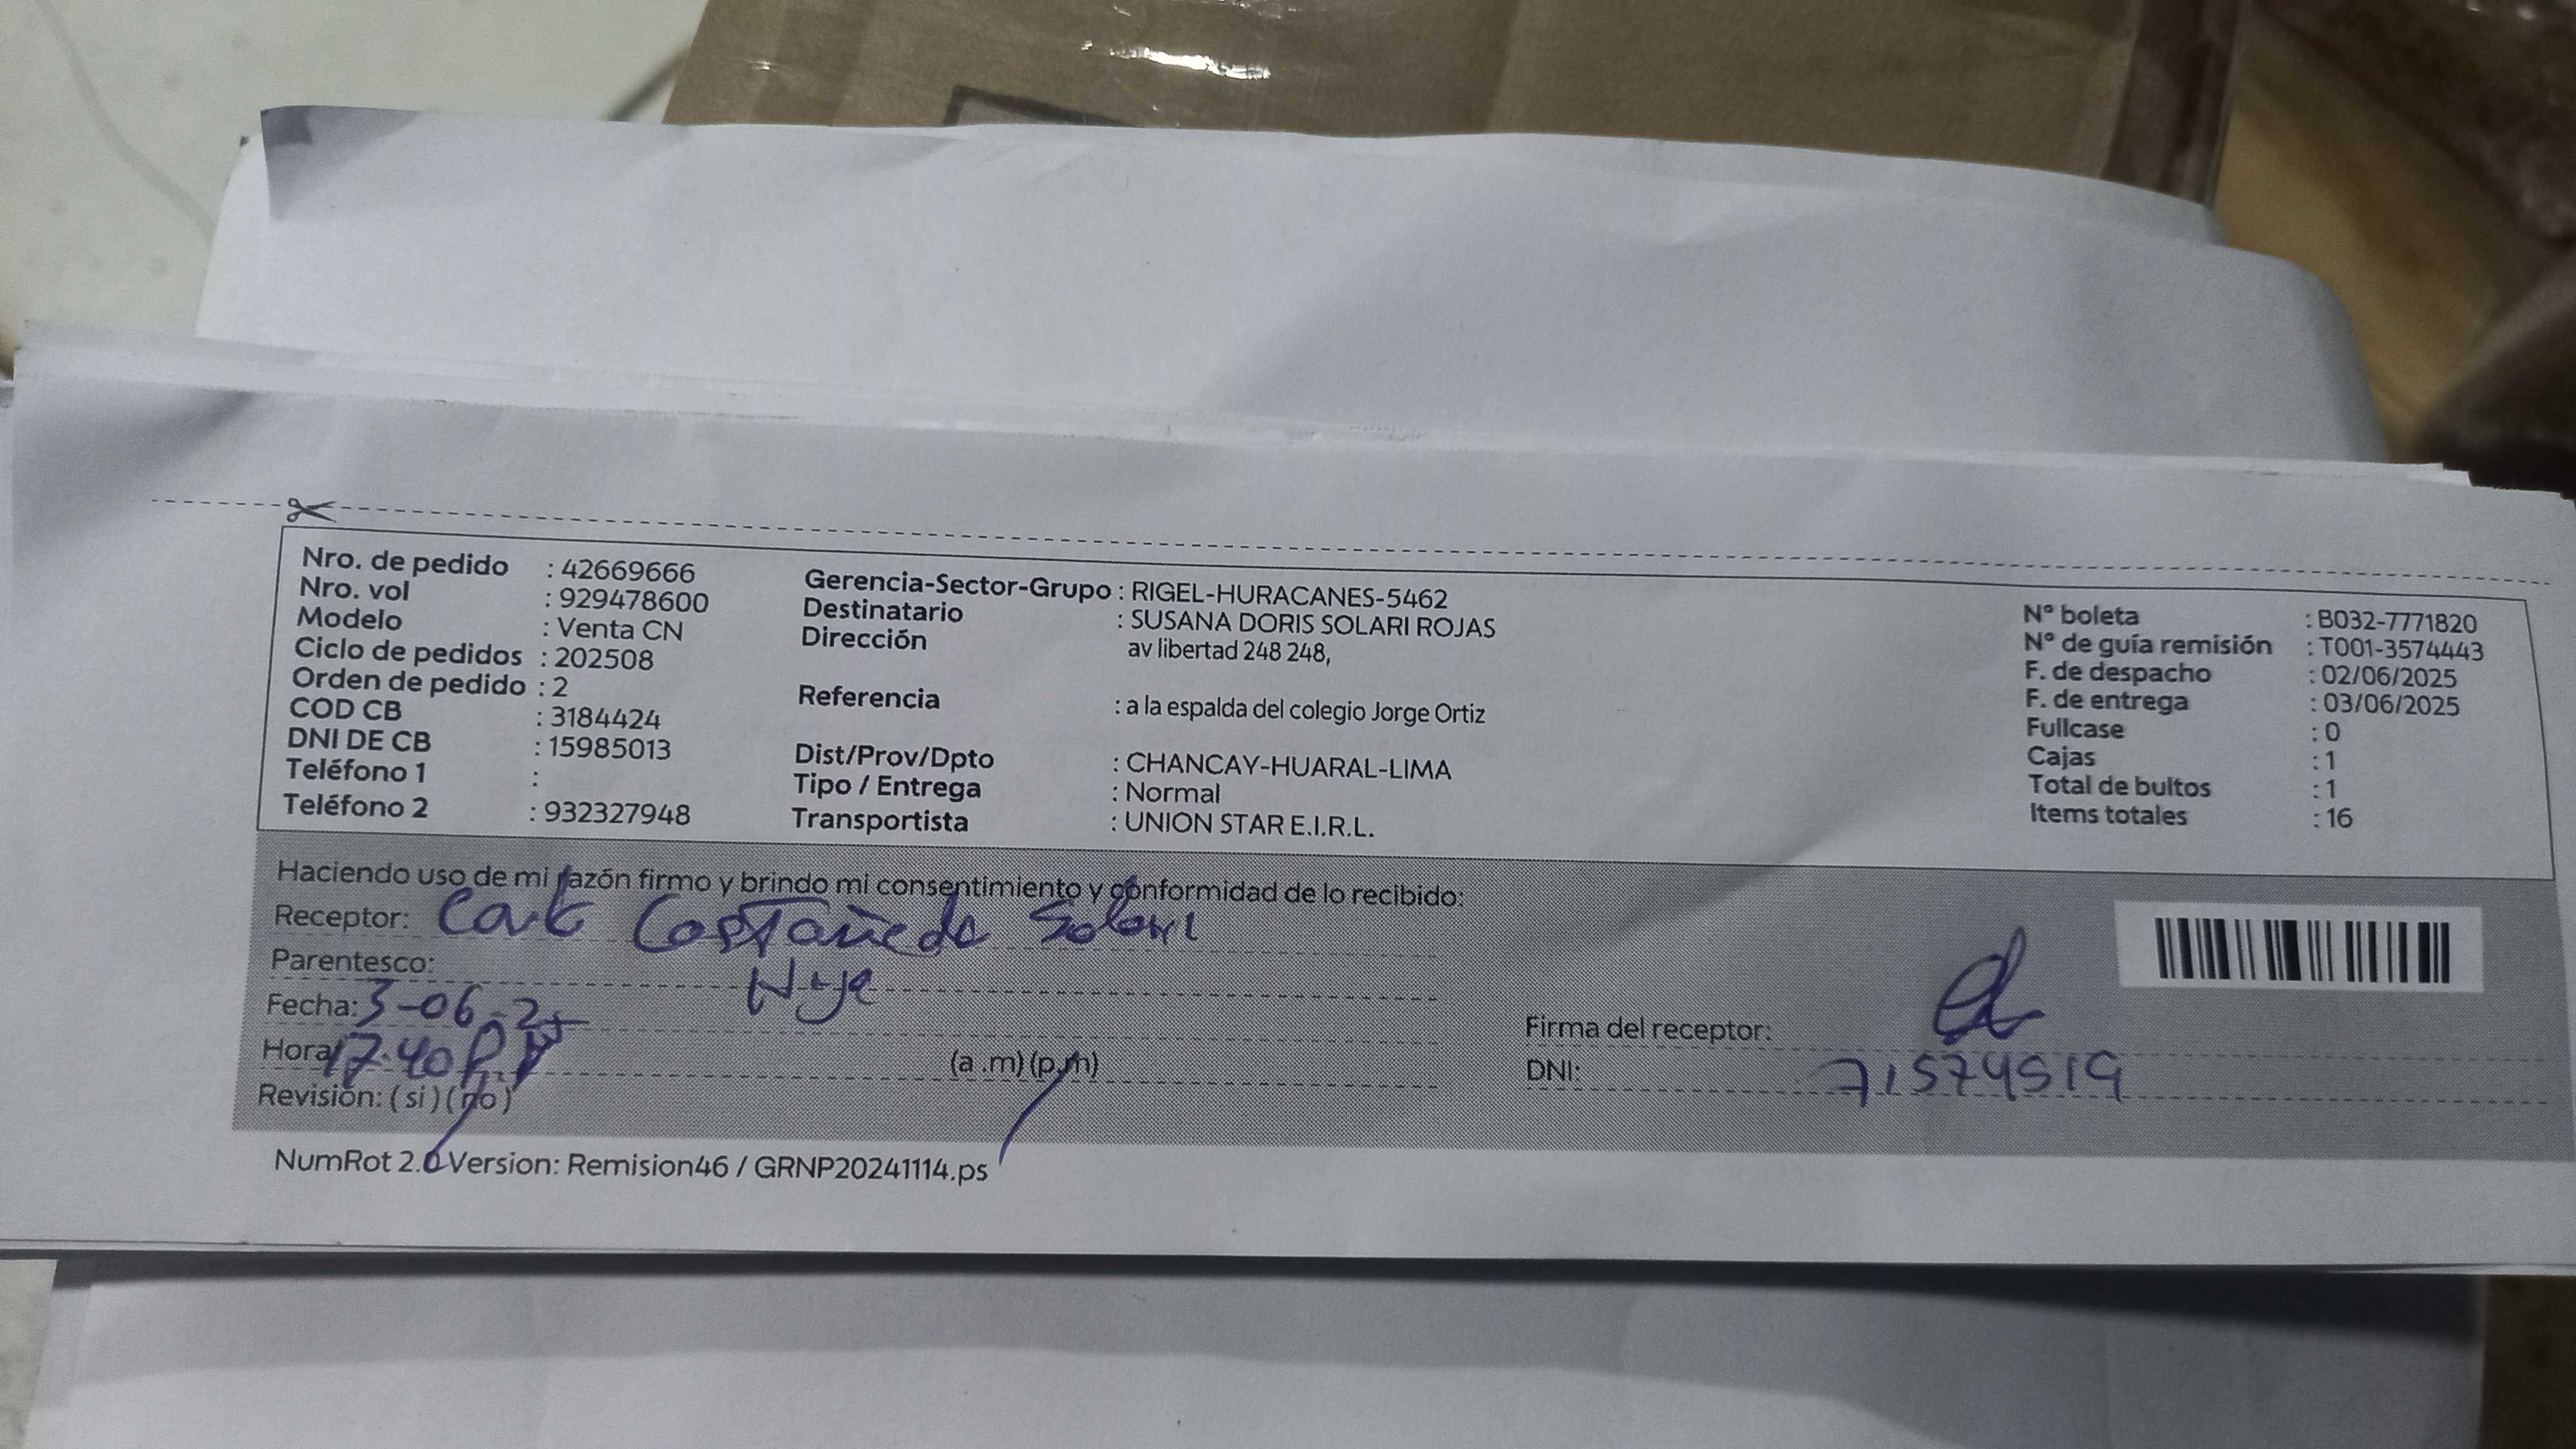 Nro. de pedido : 42669666
Nro. vol : 929478600
Modelo : Venta CN
Ciclo de pedidos : 202508
Orden de pedido : 2
COD CB : 3184424
DNI DE CB : 15985013
Teléfono 1 :
Teléfono 2 : 932327948
Gerencia-Sector-Grupo : RIGEL-HURACANES-5462
Destinatario : SUSANA DORIS SOLARI ROJAS
Dirección av libertad 248 248,
Referencia : a la espalda del colegio Jorge Ortiz
Dist/Prov/Dpto : CHANCAY-HUARAL-LIMA
Tipo / Entrega : Normal
Transportista : UNION STAR E.I.R.L.
N° boleta : B032-7771820
N° de guía remisión : T001-3574443
F. de despacho : 02/06/2025
F. de entrega : 03/06/2025
Fullcase : 0
Cajas : 1
Total de bultos : 1
Items totales : 16
Haciendo uso de mi razón firmo y brindo mi consentimiento y conformidad de lo recibido:
Receptor: Castañeda Solari
Parentesco:
Fecha: 3-06-25
Hora 17:40 (a .m) (p.m)
Revisión: ( si ) ( no )
Firma del receptor:
DNI: 71574519
NumRot 2.0 Version: Remision46 / GRNP20241114.ps